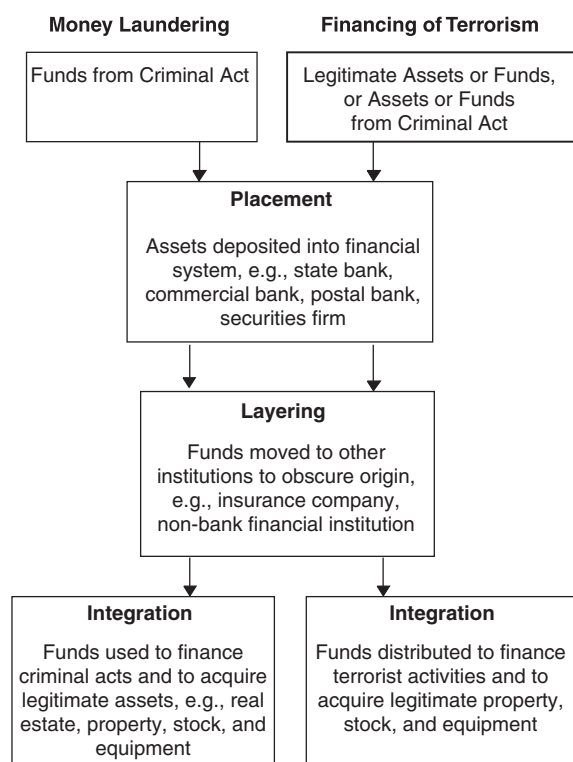 Money Laundering
Financing of Terrorism
Funds from Criminal Act
Legitimate Assets or Funds,
or Assets or Funds
from Criminal Act
Placement
Assets deposited into financial
system, e.g., state bank,
commercial bank, postal bank,
securities firm
Layering
Funds moved to other
institutions to obscure origin,
e.g., insurance company,
non-bank financial institution
Integration
Funds used to finance
criminal acts and to acquire
legitimate assets, e.g., real
estate, property, stock, and
equipment
Integration
Funds distributed to finance
terrorist activities and to
acquire legitimate property,
stock, and equipment